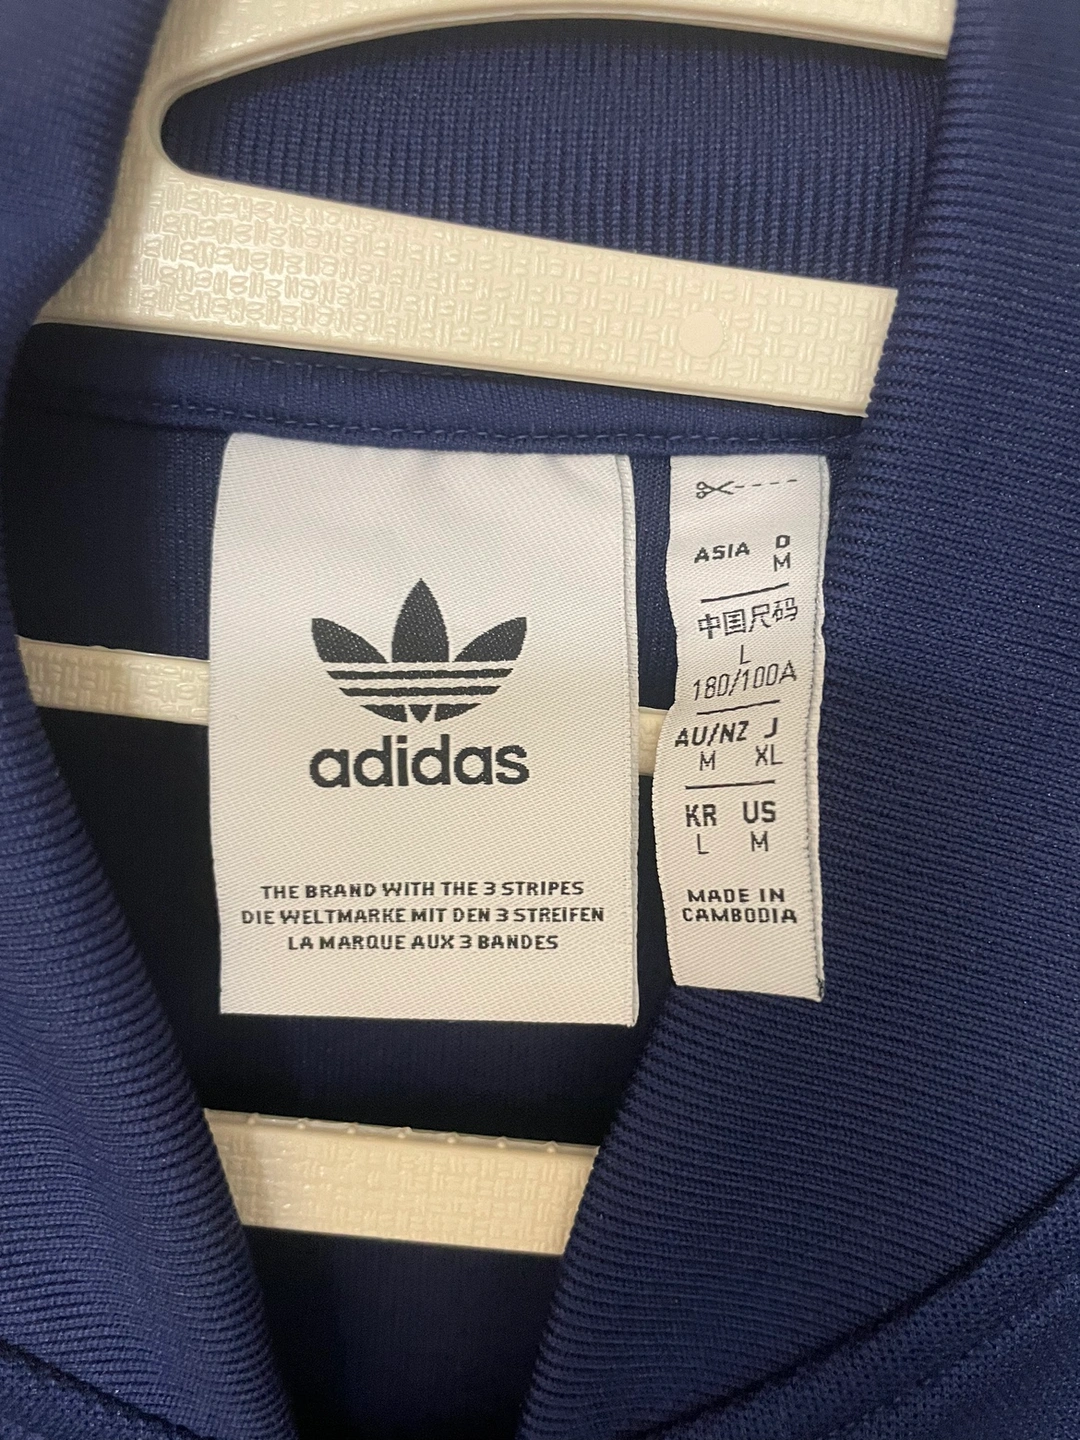 adidas
THE BRAND WITH THE 3 STRIPES
DIE WELTMARKE MIT DEN 3 STREIFEN
LA MARQUE AUX 3 BANDES
ASIA D
M
中国尺码
L
180/100A
AU/NZ J
M XL
KR US
L M
MADE IN
CAMBODIA